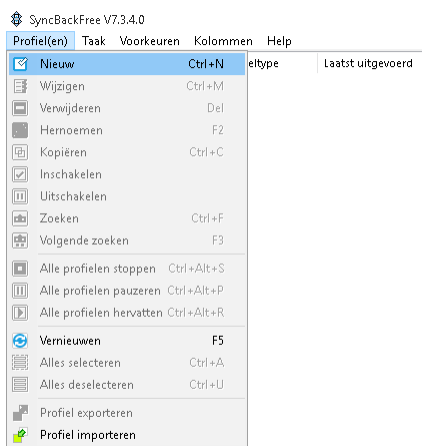 SyncBackFree V7.3.4.0
Profiel(en) Taak Voorkeuren Kolommen Help
Nieuw Ctrl+N eltype Laatst uitgevoerd
Wijzigen Ctrl+M
Verwijderen Del
Hernoemen F2
Kopiëren Ctrl+C
Inschakelen
Uitschakelen
Zoeken Ctrl+F
Volgende zoeken F3
Alle profielen stoppen Ctrl+Alt+S
Alle profielen pauzeren Ctrl+Alt+P
Alle profielen hervatten Ctrl+Alt+R
Vernieuwen F5
Alles selecteren Ctrl+A
Alles deselecteren Ctrl+U
Profiel exporteren
Profiel importeren